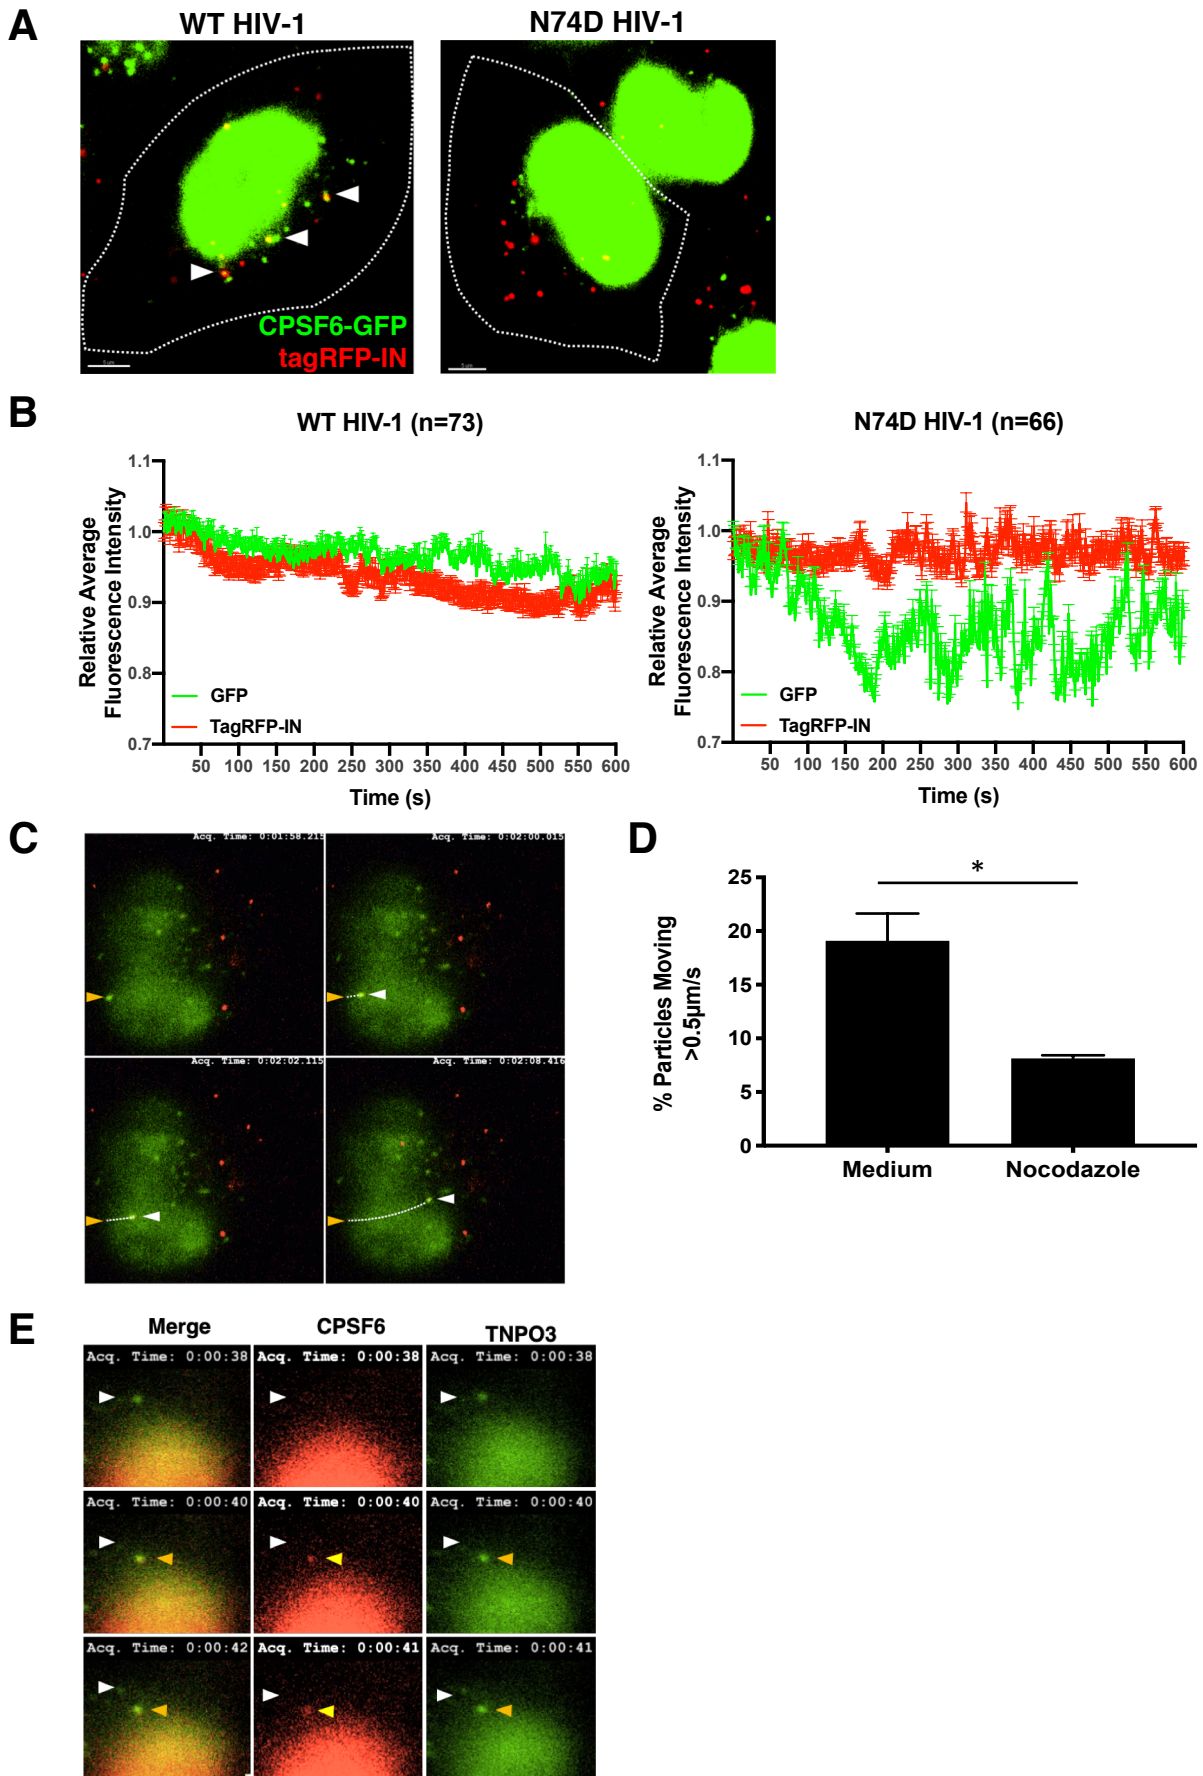 A
WT HIV-1
N74D HIV-1
CPSF6-GFP
tagRFP-IN
5 µm
5 µm
B
WT HIV-1 (n=73)
N74D HIV-1 (n=66)
Relative Average
Fluorescence Intensity
1.1
1.0
0.9
0.8
0.7
GFP
TagRFP-IN
50 100 150 200 250 300 350 400 450 500 550 600
Time (s)
Relative Average
Fluorescence Intensity
1.1
1.0
0.9
0.8
0.7
GFP
TagRFP-IN
50 100 150 200 250 300 350 400 450 500 550 600
Time (s)
C
Acq. Time: 0:01:58.215
Acq. Time: 0:02:00.015
Acq. Time: 0:02:02.115
Acq. Time: 0:02:08.416
D
% Particles Moving
>0.5µm/s
25
20
15
10
5
0
*
Medium
Nocodazole
E
Merge
CPSF6
TNPO3
Acq. Time: 0:00:38
Acq. Time: 0:00:38
Acq. Time: 0:00:38
Acq. Time: 0:00:40
Acq. Time: 0:00:40
Acq. Time: 0:00:40
Acq. Time: 0:00:42
Acq. Time: 0:00:41
Acq. Time: 0:00:41